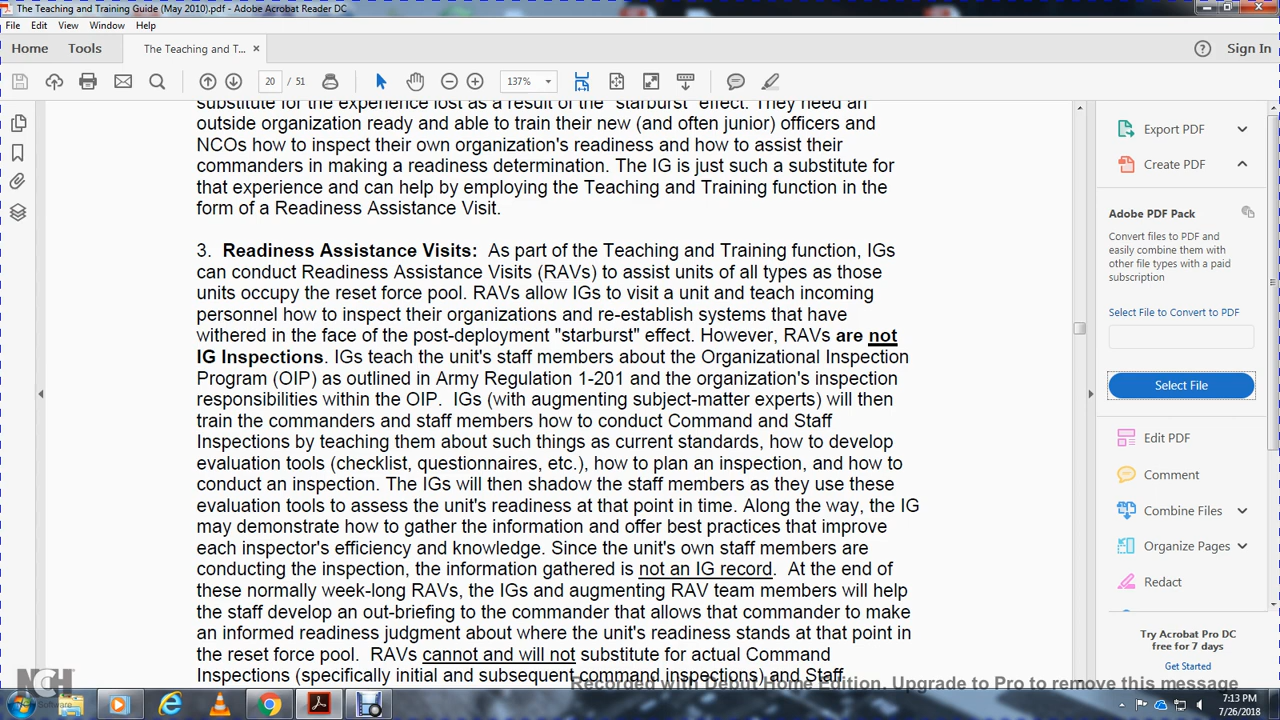 The Teaching and Training Guide (May 2010).pdf - Adobe Acrobat Reader DC
File Edit View Window Help
Home Tools The Teaching and T... × Sign In
20 / 51 137%
substitute for the experience lost as a result of the "starburst" effect. They need an
outside organization ready and able to train their new (and often junior) officers and
NCOs how to inspect their own organization's readiness and how to assist their
commanders in making a readiness determination. The IG is just such a substitute for
that experience and can help by employing the Teaching and Training function in the
form of a Readiness Assistance Visit.
3. Readiness Assistance Visits: As part of the Teaching and Training function, IGs
can conduct Readiness Assistance Visits (RAVs) to assist units of all types as those
units occupy the reset force pool. RAVs allow IGs to visit a unit and teach incoming
personnel how to inspect their organizations and re-establish systems that have
withered in the face of the post-deployment "starburst" effect. However, RAVs are not
IG Inspections. IGs teach the unit's staff members about the Organizational Inspection
Program (OIP) as outlined in Army Regulation 1-201 and the organization's inspection
responsibilities within the OIP. IGs (with augmenting subject-matter experts) will then
train the commanders and staff members how to conduct Command and Staff
Inspections by teaching them about such things as current standards, how to develop
evaluation tools (checklist, questionnaires, etc.), how to plan an inspection, and how to
conduct an inspection. The IGs will then shadow the staff members as they use these
evaluation tools to assess the unit's readiness at that point in time. Along the way, the IG
may demonstrate how to gather the information and offer best practices that improve
each inspector's efficiency and knowledge. Since the unit's own staff members are
conducting the inspection, the information gathered is not an IG record. At the end of
these normally week-long RAVs, the IGs and augmenting RAV team members will help
the staff develop an out-briefing to the commander that allows that commander to make
an informed readiness judgment about where the unit's readiness stands at that point in
the reset force pool. RAVs cannot and will not substitute for actual Command
Inspections (specifically initial and subsequent command inspections) and Staff
Export PDF
Create PDF
Adobe PDF Pack
Convert files to PDF and
easily combine them with
other file types with a paid
subscription
Select File to Convert to PDF
Select File
Edit PDF
Comment
Combine Files
Organize Pages
Redact
Try Acrobat Pro DC
free for 7 days
Get Started
NCH Software
Recorded with Debut Home Edition. Upgrade to Pro to remove this message
7:13 PM
7/26/2018